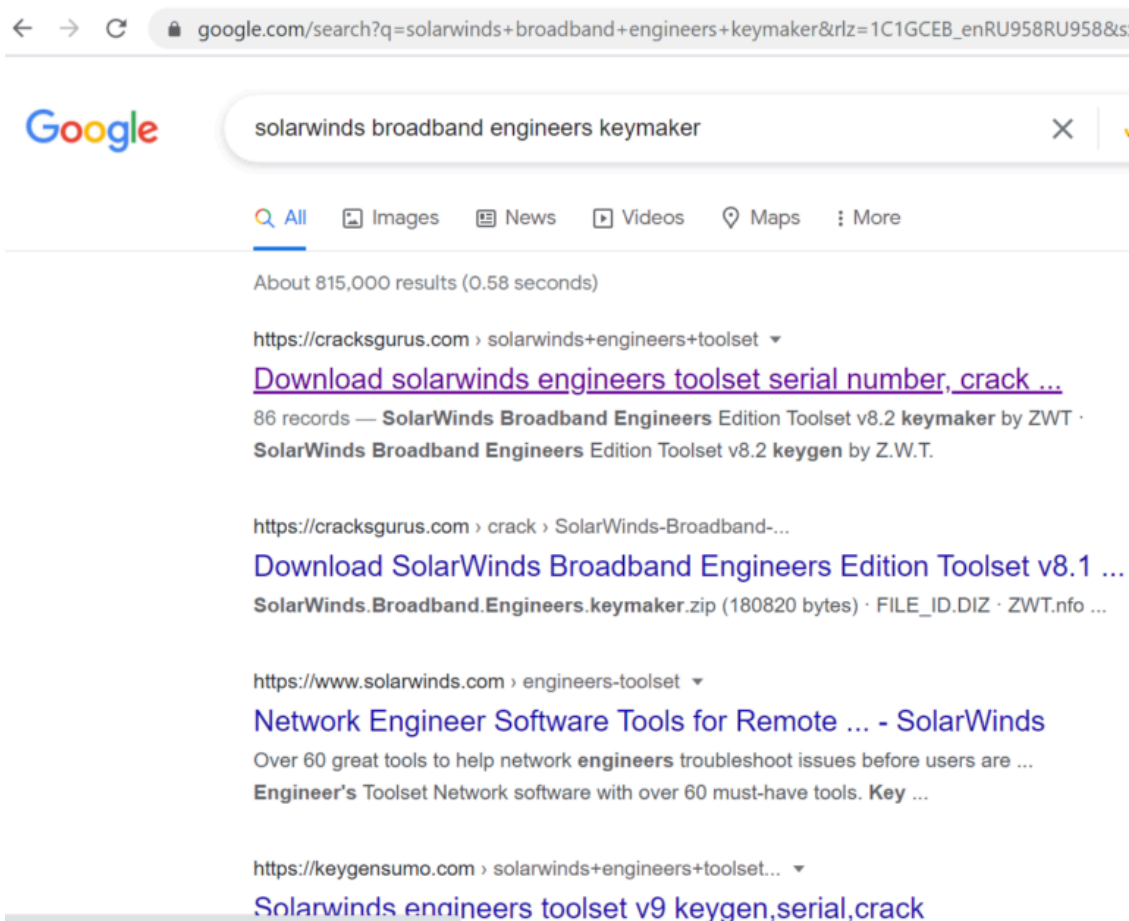 google.com/search?q=solarwinds+broadband+engineers+keymaker&rlz=1C1GCEB_enRU958RU958&s
Google
solarwinds broadband engineers keymaker
All Images News Videos Maps More
About 815,000 results (0.58 seconds)
https://cracksgurus.com › solarwinds+engineers+toolset
Download solarwinds engineers toolset serial number, crack ...
86 records — SolarWinds Broadband Engineers Edition Toolset v8.2 keymaker by ZWT ·
SolarWinds Broadband Engineers Edition Toolset v8.2 keygen by Z.W.T.
https://cracksgurus.com › crack › SolarWinds-Broadband-...
Download SolarWinds Broadband Engineers Edition Toolset v8.1 ...
SolarWinds.Broadband.Engineers.keymaker.zip (180820 bytes) · FILE_ID.DIZ · ZWT.nfo ...
https://www.solarwinds.com › engineers-toolset
Network Engineer Software Tools for Remote ... - SolarWinds
Over 60 great tools to help network engineers troubleshoot issues before users are ...
Engineer's Toolset Network software with over 60 must-have tools. Key ...
https://keygensumo.com › solarwinds+engineers+toolset...
Solarwinds engineers toolset v9 keygen,serial,crack